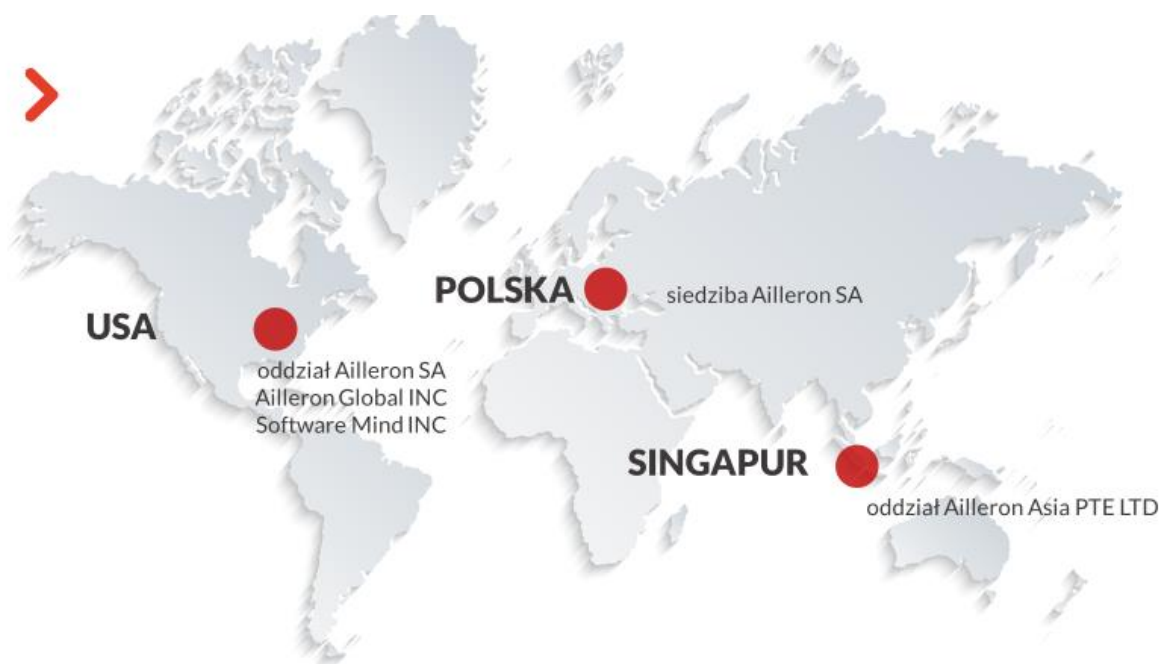 POLSKA
siedziba Ailleron SA
USA
oddział Ailleron SA
Ailleron Global INC
Software Mind INC
SINGAPUR
oddział Ailleron Asia PTE LTD